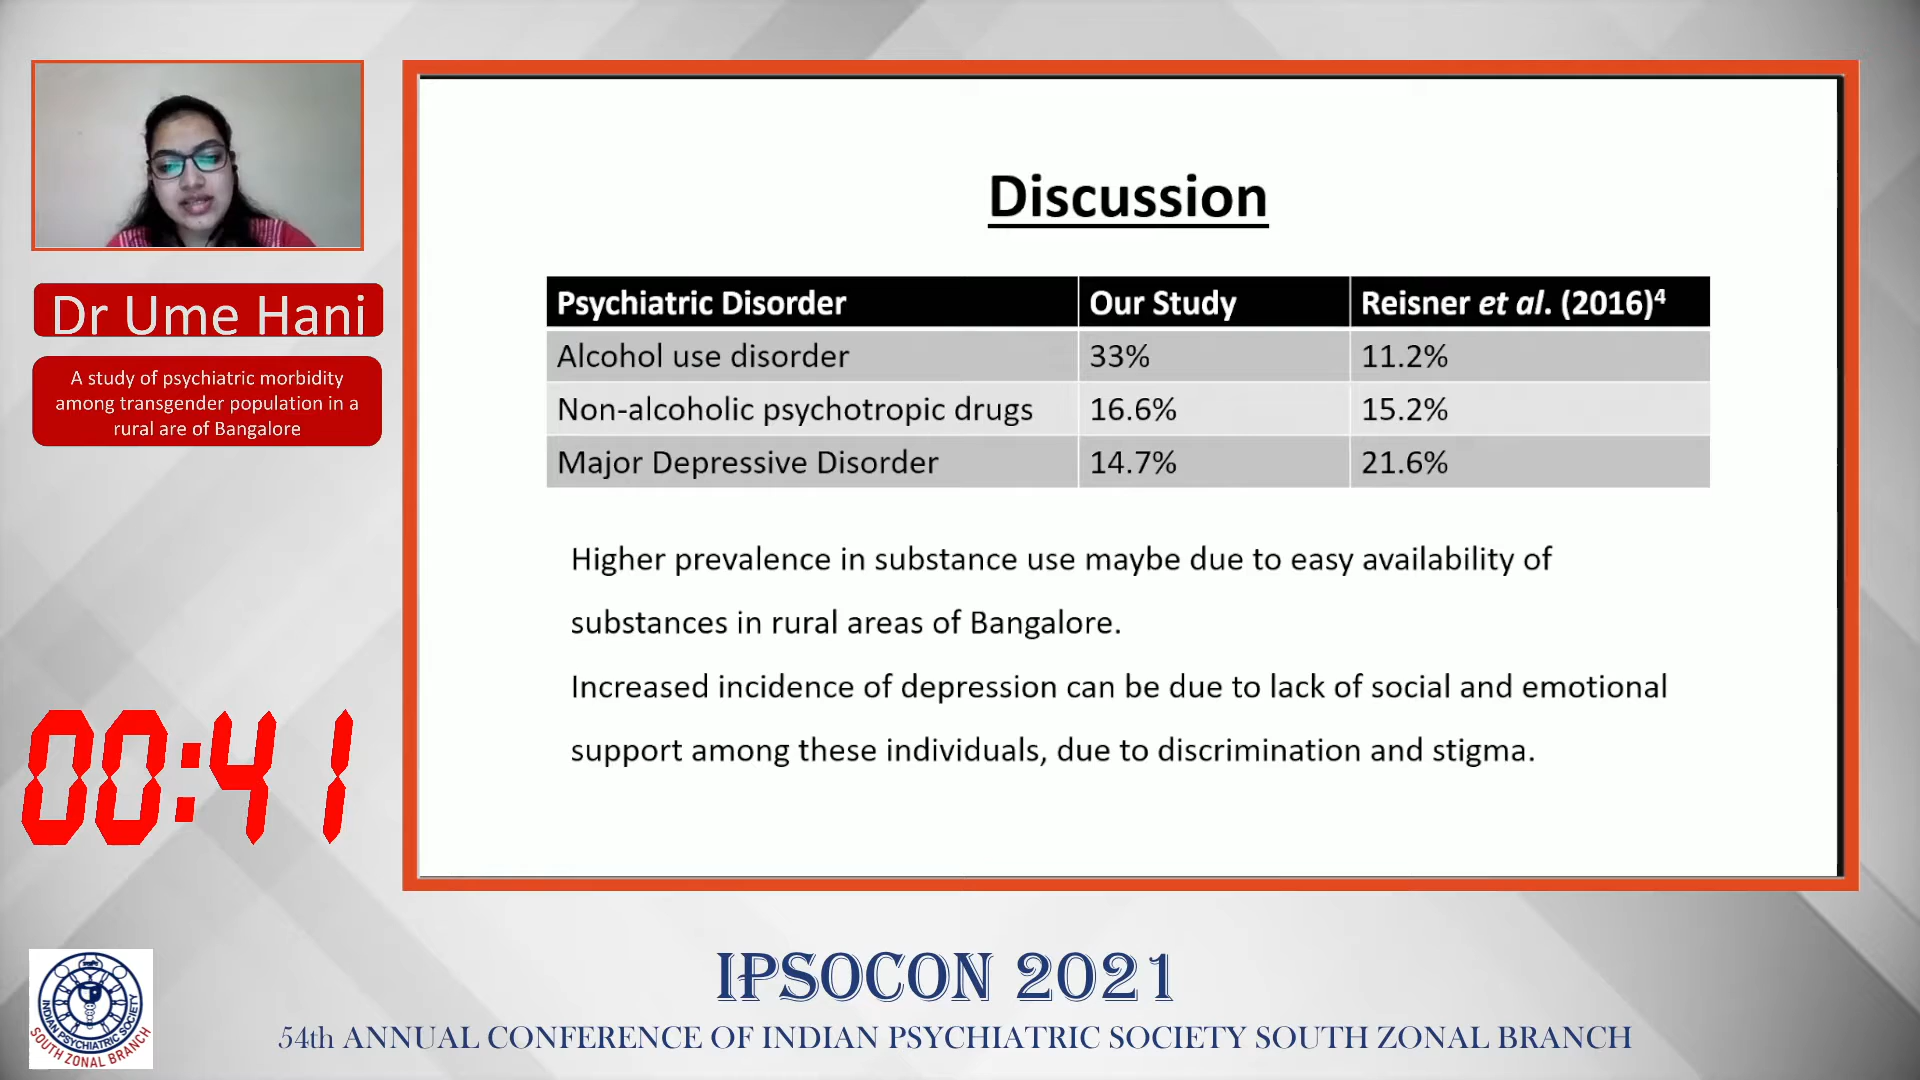 Dr Ume Hani
A study of psychiatric morbidity
among transgender population in a
rural are of Bangalore
00:41
Discussion
Psychiatric Disorder Our Study Reisner et al. (2016)⁴
Alcohol use disorder 33% 11.2%
Non-alcoholic psychotropic drugs 16.6% 15.2%
Major Depressive Disorder 14.7% 21.6%
Higher prevalence in substance use maybe due to easy availability of
substances in rural areas of Bangalore.
Increased incidence of depression can be due to lack of social and emotional
support among these individuals, due to discrimination and stigma.
IPSOCON 2021
54th ANNUAL CONFERENCE OF INDIAN PSYCHIATRIC SOCIETY SOUTH ZONAL BRANCH
INDIAN PSYCHIATRIC SOCIETY
SOUTH ZONAL BRANCH